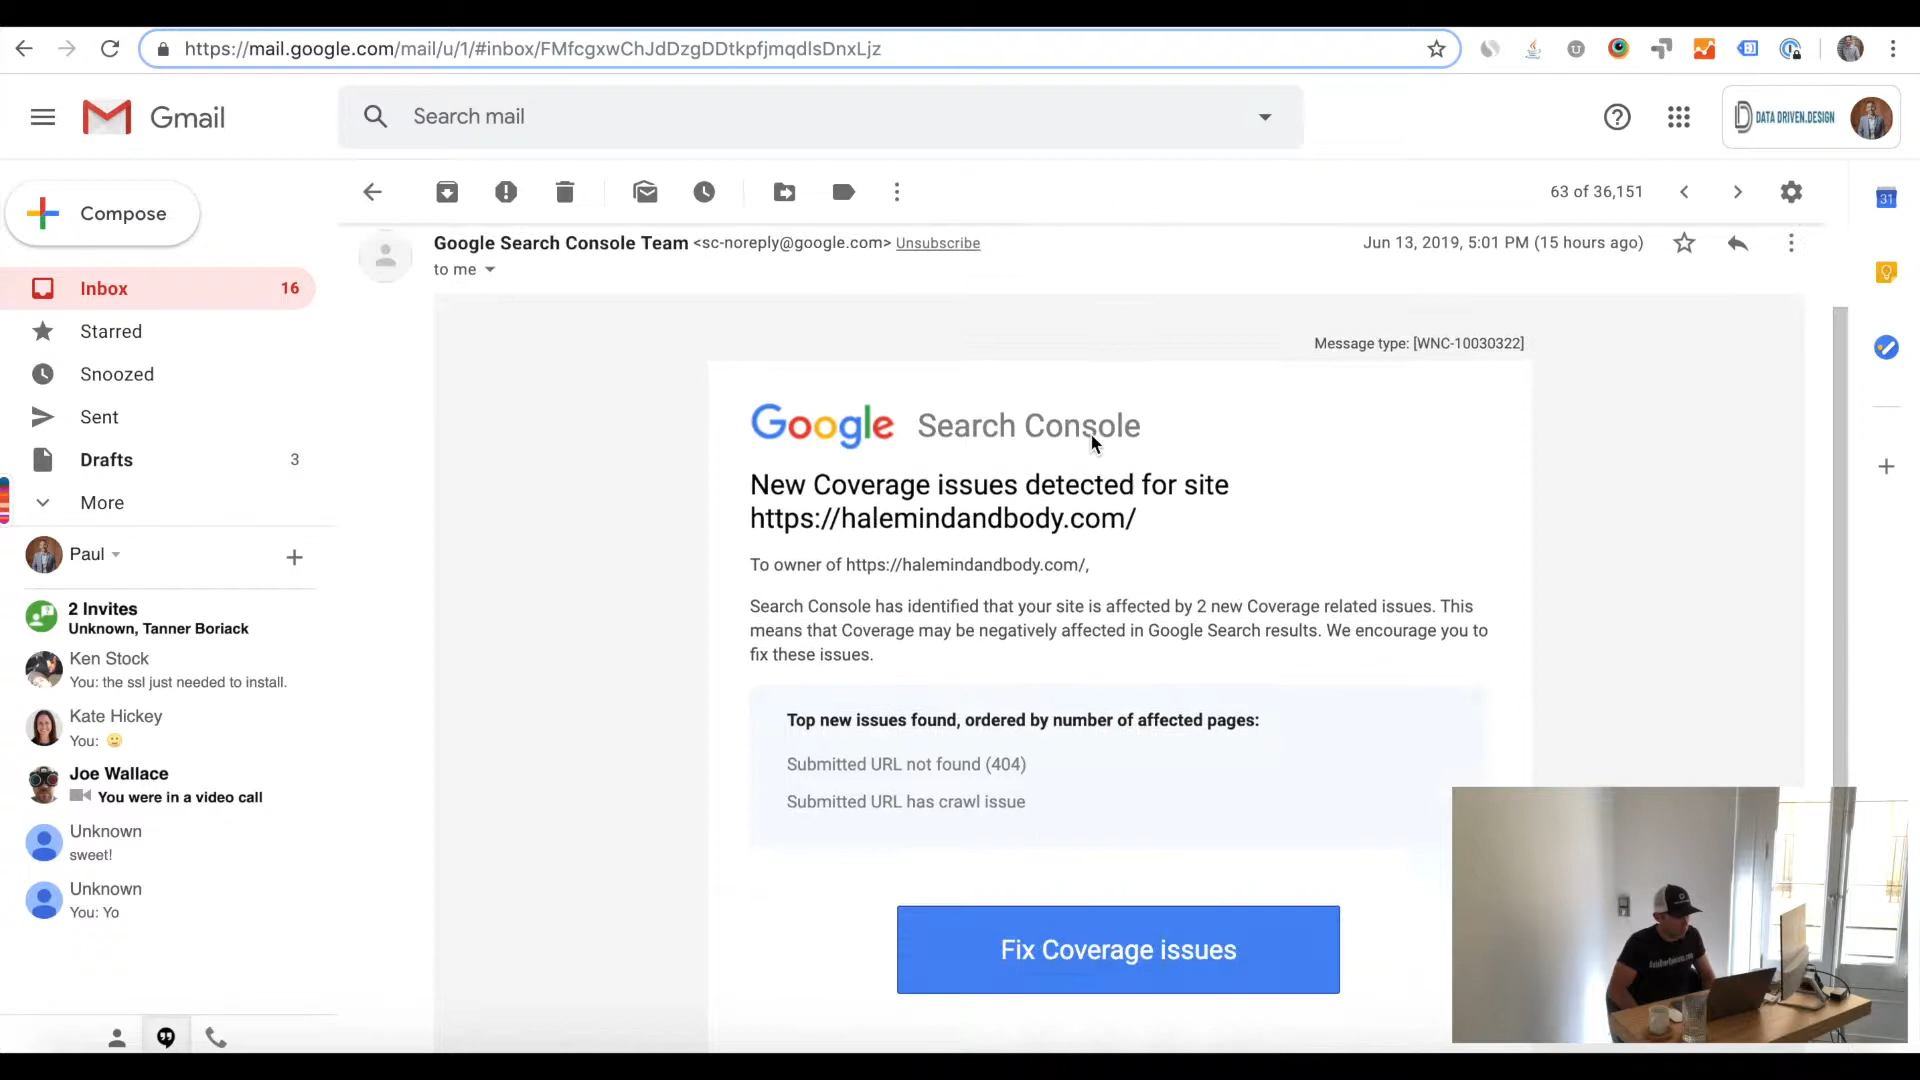 https://mail.google.com/mail/u/1/#inbox/FMfcgxwChJdDzgDDtkpfjmqdlsDnxLjz
Gmail
Search mail
DATA DRIVEN.DESIGN
Compose
63 of 36,151
31
Google Search Console Team <sc-noreply@google.com> Unsubscribe
Jun 13, 2019, 5:01 PM (15 hours ago)
to me
Inbox 16
Starred
Snoozed
Sent
Drafts 3
More
Paul
2 Invites
Unknown, Tanner Boriack
Ken Stock
You: the ssl just needed to install.
Kate Hickey
You:
Joe Wallace
You were in a video call
Unknown
sweet!
Unknown
You: Yo
Message type: [WNC-10030322]
Google Search Console
New Coverage issues detected for site
https://halemindandbody.com/
To owner of https://halemindandbody.com/,
Search Console has identified that your site is affected by 2 new Coverage related issues. This
means that Coverage may be negatively affected in Google Search results. We encourage you to
fix these issues.
Top new issues found, ordered by number of affected pages:
Submitted URL not found (404)
Submitted URL has crawl issue
Fix Coverage issues